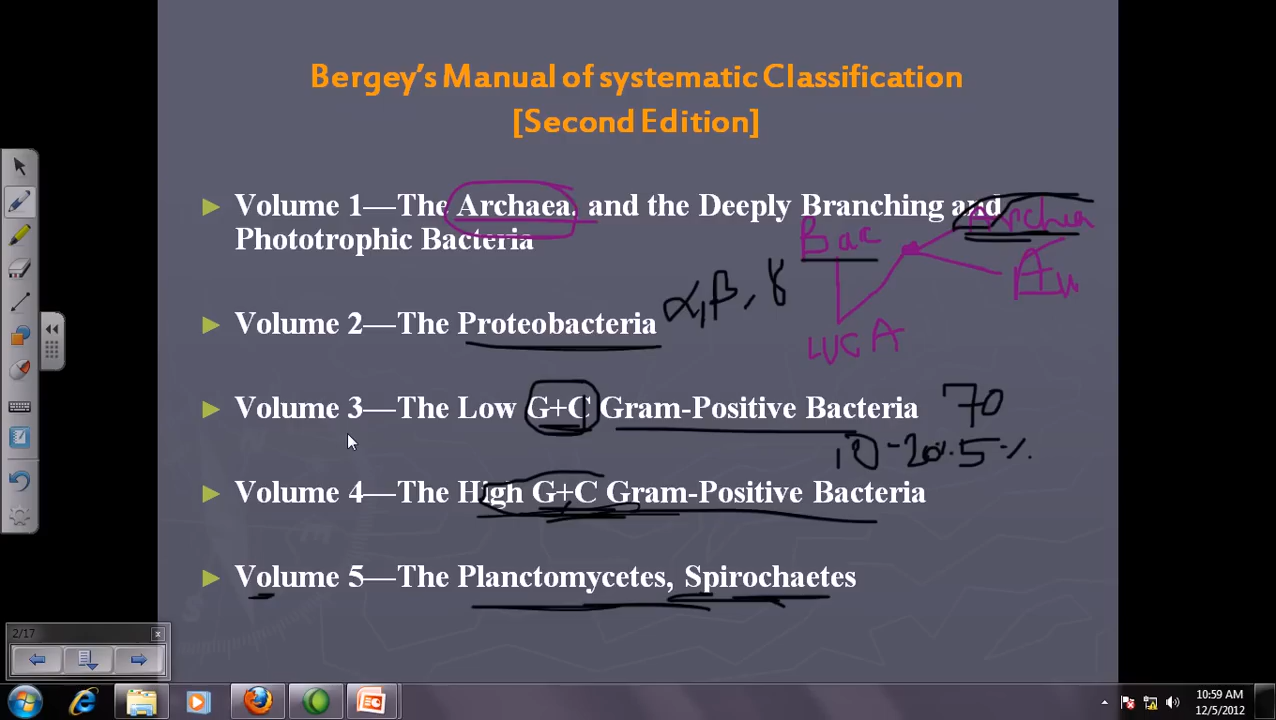 Bergey's Manual of systematic Classification
[Second Edition]
Volume 1—The Archaea, and the Deeply Branching and
Phototrophic Bacteria
Bac
Archea
LUCA
Volume 2—The Proteobacteria
α, β, γ
Volume 3—The Low G+C Gram-Positive Bacteria
70
Volume 4—The High G+C Gram-Positive Bacteria
Volume 5—The Planctomycetes, Spirochaetes
2/17
10:59 AM
12/5/2012